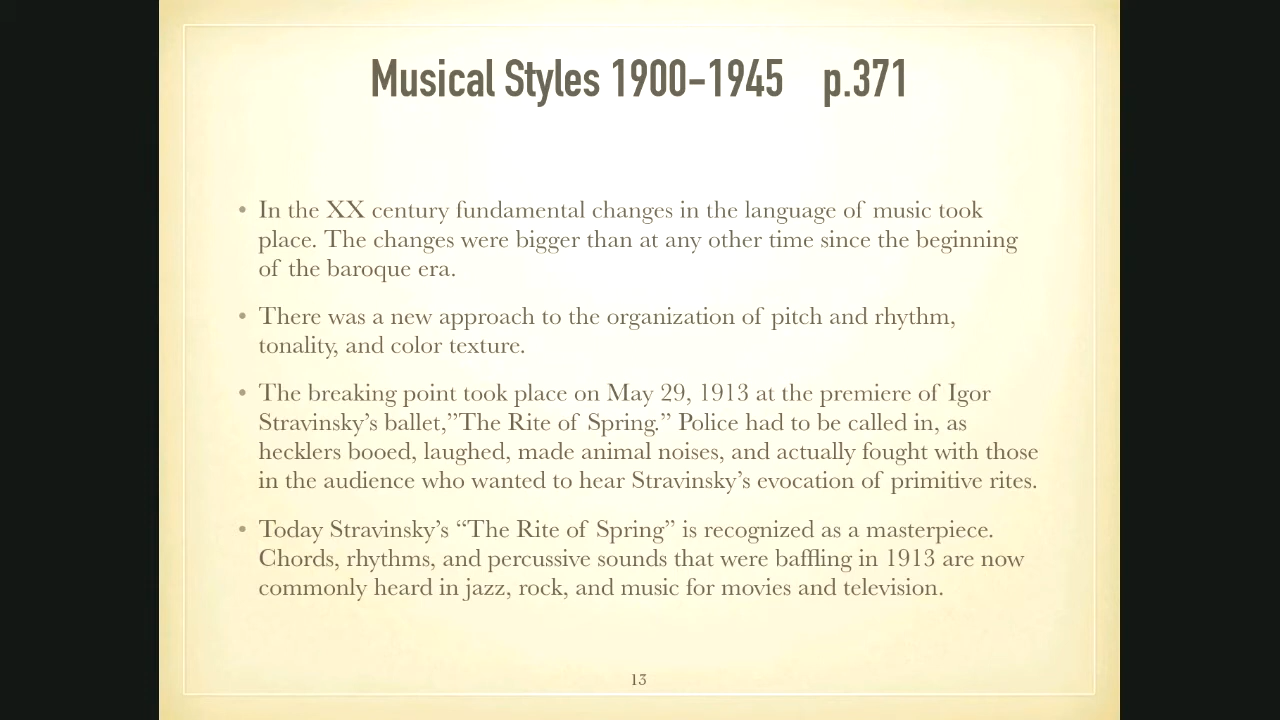 Musical Styles 1900-1945 p.371
• In the XX century fundamental changes in the language of music took
place. The changes were bigger than at any other time since the beginning
of the baroque era.
• There was a new approach to the organization of pitch and rhythm,
tonality, and color texture.
• The breaking point took place on May 29, 1913 at the premiere of Igor
Stravinsky’s ballet,”The Rite of Spring.” Police had to be called in, as
hecklers booed, laughed, made animal noises, and actually fought with those
in the audience who wanted to hear Stravinsky’s evocation of primitive rites.
• Today Stravinsky’s “The Rite of Spring” is recognized as a masterpiece.
Chords, rhythms, and percussive sounds that were baffling in 1913 are now
commonly heard in jazz, rock, and music for movies and television.
13